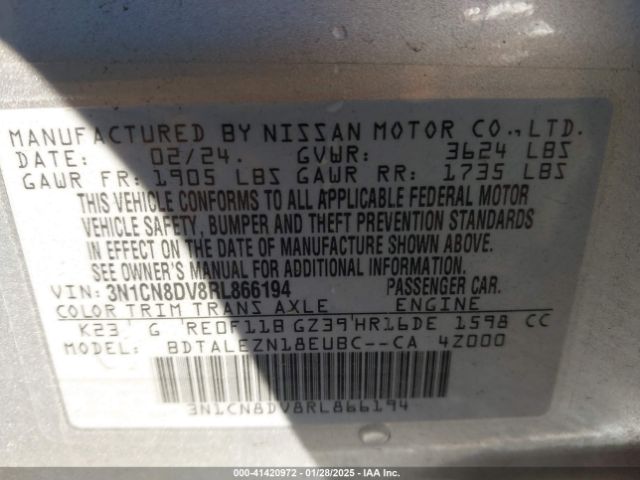 MANUFACTURED BY NISSAN MOTOR CO., LTD.
DATE: 02/24. GVWR: 3624 LBS
GAWR FR: 1905 LBS GAWR RR: 1735 LBS
THIS VEHICLE CONFORMS TO ALL APPLICABLE FEDERAL MOTOR
VEHICLE SAFETY, BUMPER AND THEFT PREVENTION STANDARDS
IN EFFECT ON THE DATE OF MANUFACTURE SHOWN ABOVE.
SEE OWNER'S MANUAL FOR ADDITIONAL INFORMATION.
VIN: 3N1CN8DV8RL866194 PASSENGER CAR.
COLOR TRIM TRANS AXLE ENGINE
K23 G RE0F11B GZ39 HR16DE 1598 CC
MODEL: BDTALEZN18EUBC--CA 4Z000
3N1CN8DV8RL866194
000-41420972 | 01/28/2025 - IAA Inc.